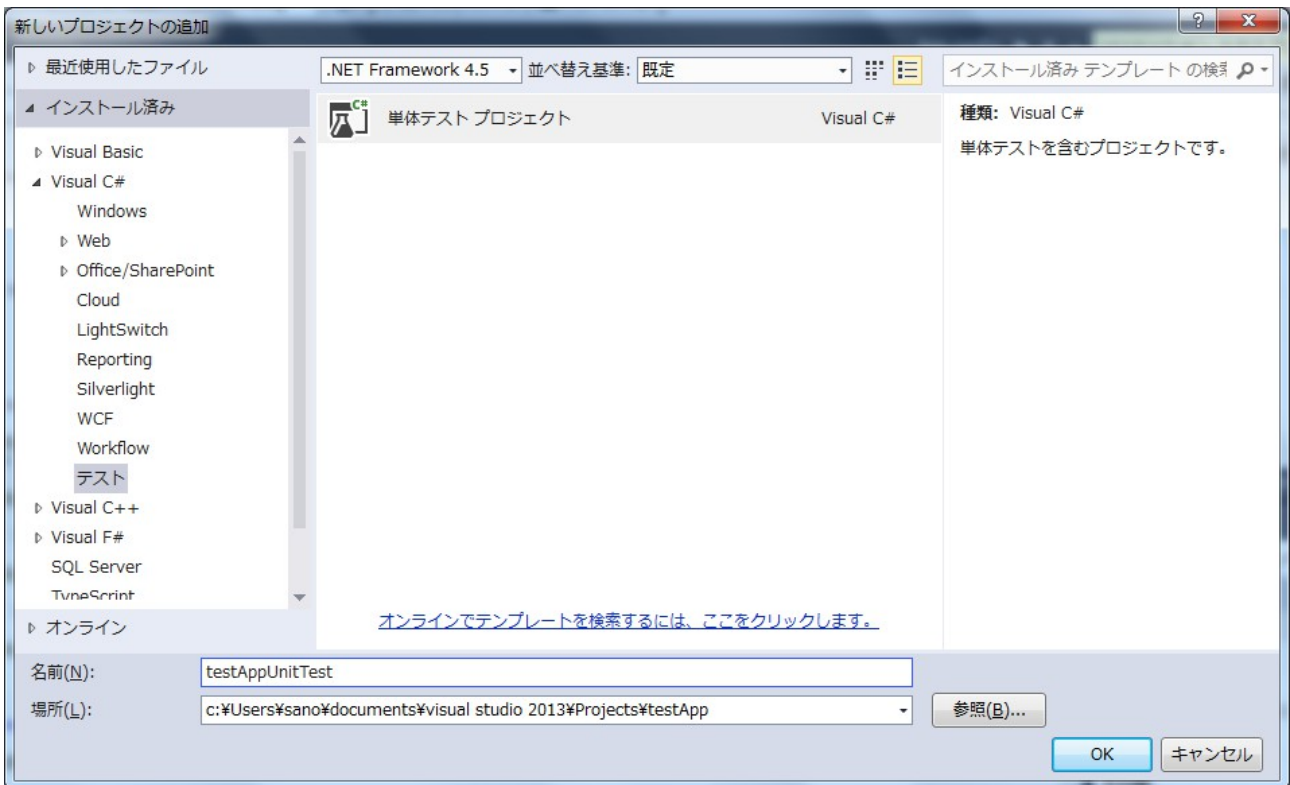 新しいプロジェクトの追加
最近使用したファイル
インストール済み
Visual Basic
Visual C#
Windows
Web
Office/SharePoint
Cloud
LightSwitch
Reporting
Silverlight
WCF
Workflow
テスト
Visual C++
Visual F#
SQL Server
TypeScript
オンライン
.NET Framework 4.5 並べ替え基準: 既定
C# 単体テスト プロジェクト Visual C#
オンラインでテンプレートを検索するには、ここをクリックします。
インストール済み テンプレート の検索
種類: Visual C#
単体テストを含むプロジェクトです。
名前(N): testAppUnitTest
場所(L): c:¥Users¥sano¥documents¥visual studio 2013¥Projects¥testApp 参照(B)...
OK キャンセル